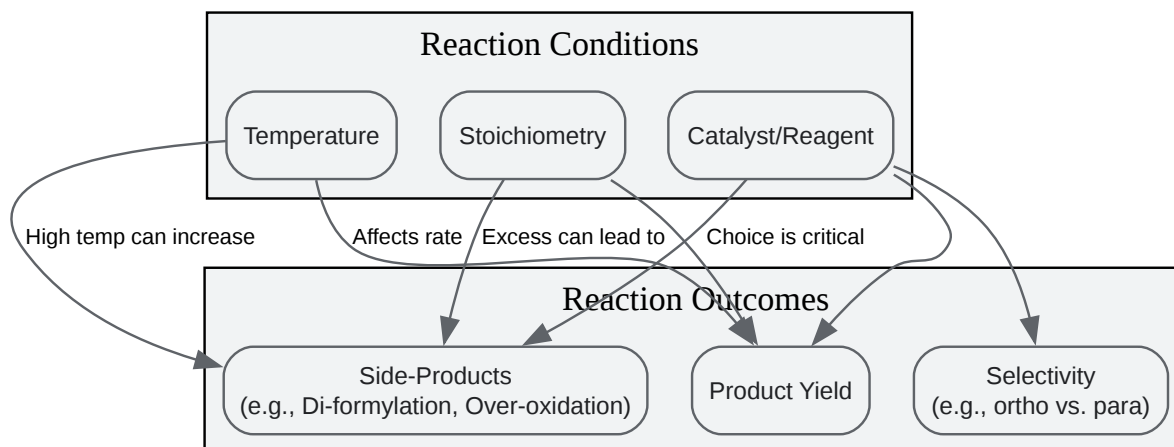 Reaction Conditions
Temperature
Stoichiometry
Catalyst/Reagent
High temp can increase
Affects rate
Excess can lead to
Choice is critical
Reaction Outcomes
Side-Products
(e.g., Di-formylation, Over-oxidation)
Product Yield
Selectivity
(e.g., ortho vs. para)